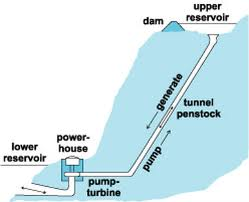 upper
reservoir
dam
generate
tunnel
penstock
pump
power-
house
lower
reservoir
pump-
turbine